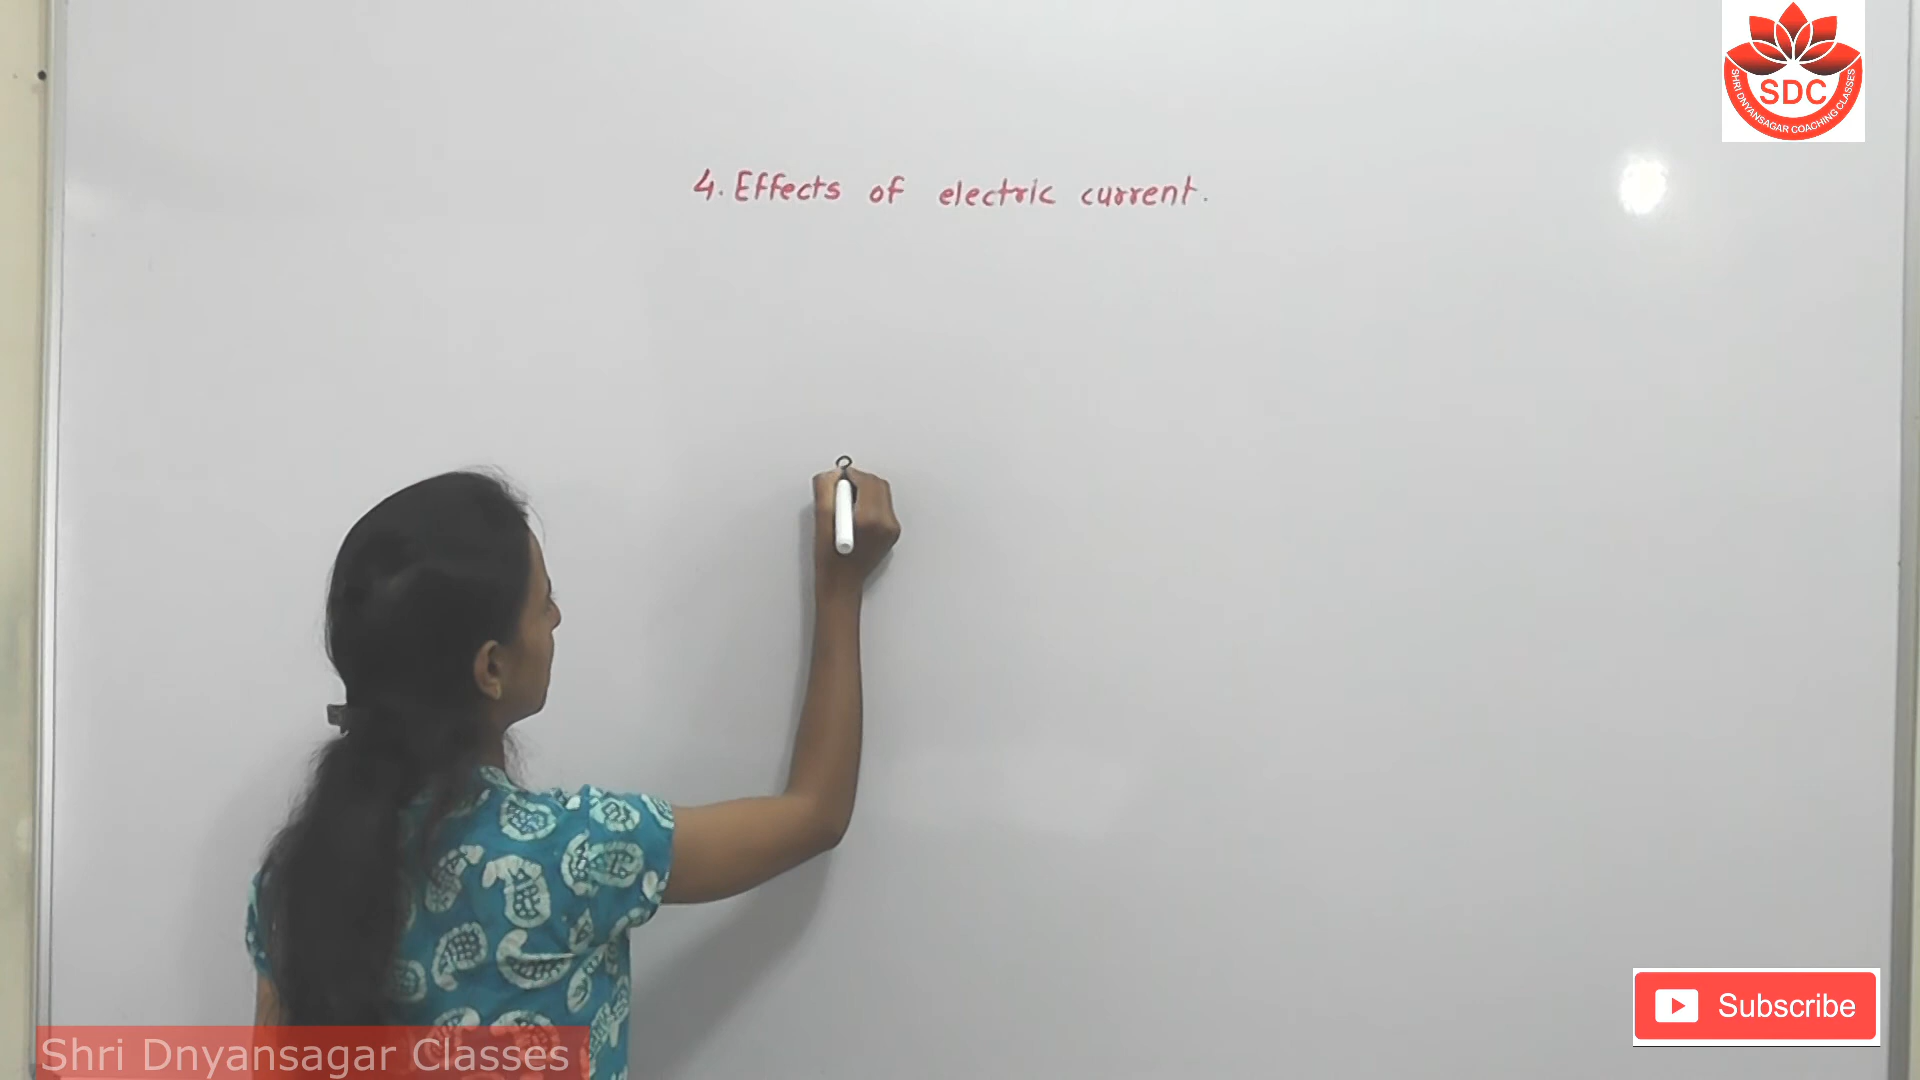 SDC
SHRI DNYANSAGAR COACHING CLASSES
4. Effects of electric current.
Subscribe
Shri Dnyansagar Classes